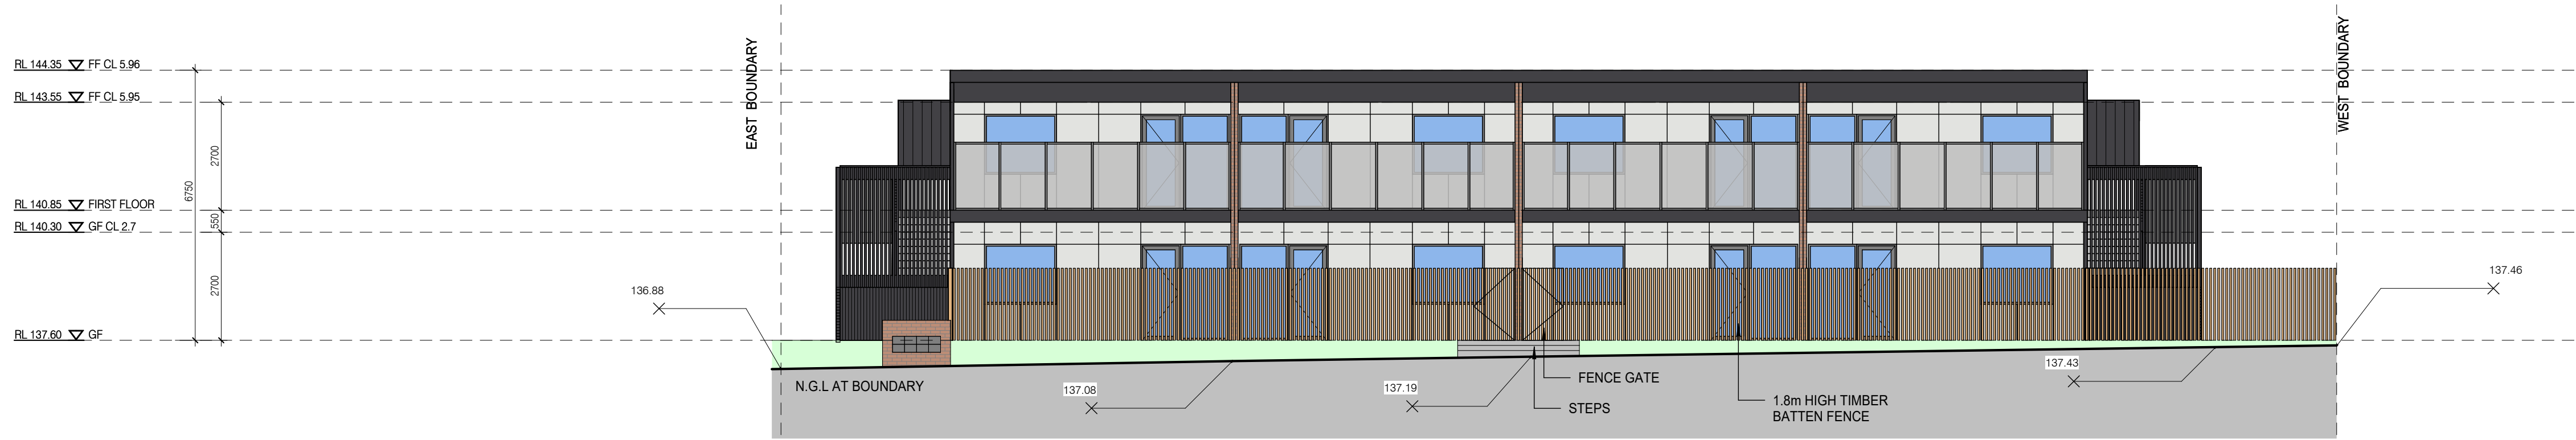 EAST BOUNDARY
WEST BOUNDARY
RL 144.35 FF CL 5.96
RL 143.55 FF CL 5.95
2700
6750
RL 140.85 FIRST FLOOR
550
RL 140.30 GF CL 2.7
2700
RL 137.60 GF
136.88
137.46
N.G.L AT BOUNDARY
137.08
137.19
137.43
FENCE GATE
STEPS
1.8m HIGH TIMBER
BATTEN FENCE